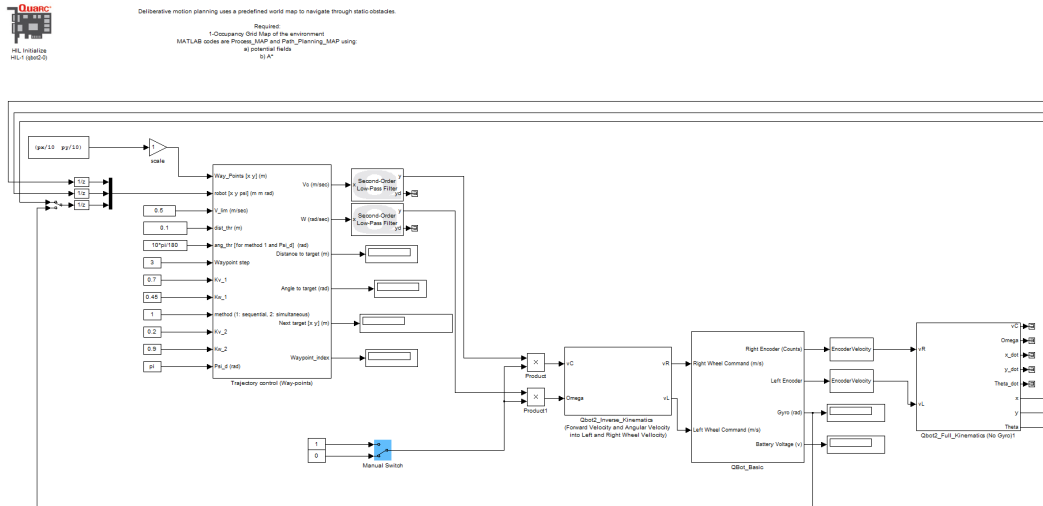 QUARC
HIL Initialize
HIL-1 (qbot2-0)
Deliberative motion planning uses a predefined world map to navigate through static obstacles.
Required:
1-Occupancy Grid Map of the environment
MATLAB codes are Process_MAP and Path_Planning_MAP using:
a) potential fields
b) A*
(px/10 py/10)
1
scale
1/z
1/z
1/z
0.5
0.1
10*pi/180
3
0.7
0.45
1
0.2
0.9
pi
Way_Points [x y] (m)
robot [x y psi] (m m rad)
V_lim (m/sec)
dist_thr (m)
ang_thr [for method 1 and Psi_d] (rad)
Waypoint step
Kv_1
Kw_1
method (1: sequential, 2: simultaneous)
Kv_2
Kw_2
Psi_d (rad)
Vc (m/sec)
W (rad/sec)
Distance to target (m)
Angle to target (rad)
Next target [x y] (m)
Waypoint_index
Trajectory control (Way-points)
x
Second-Order
Low-Pass Filter
y
yd
x
Second-Order
Low-Pass Filter
y
yd
1
0
Manual Switch
×
Product
×
Product1
vC
Omega
vR
vL
Qbot2_Inverse_Kinematics
(Forward Velocity and Angular Velocity
into Left and Right Wheel Vellocity)
Right Wheel Command (m/s)
Left Wheel Command (m/s)
Right Encoder (Counts)
Left Encoder
Gyro (rad)
Battery Voltage (v)
QBot_Basic
EncoderVelocity
EncoderVelocity
vR
vL
vC
Omega
x_dot
y_dot
Theta_dot
x
y
Theta
Qbot2_Full_Kinematics (No Gyro)1